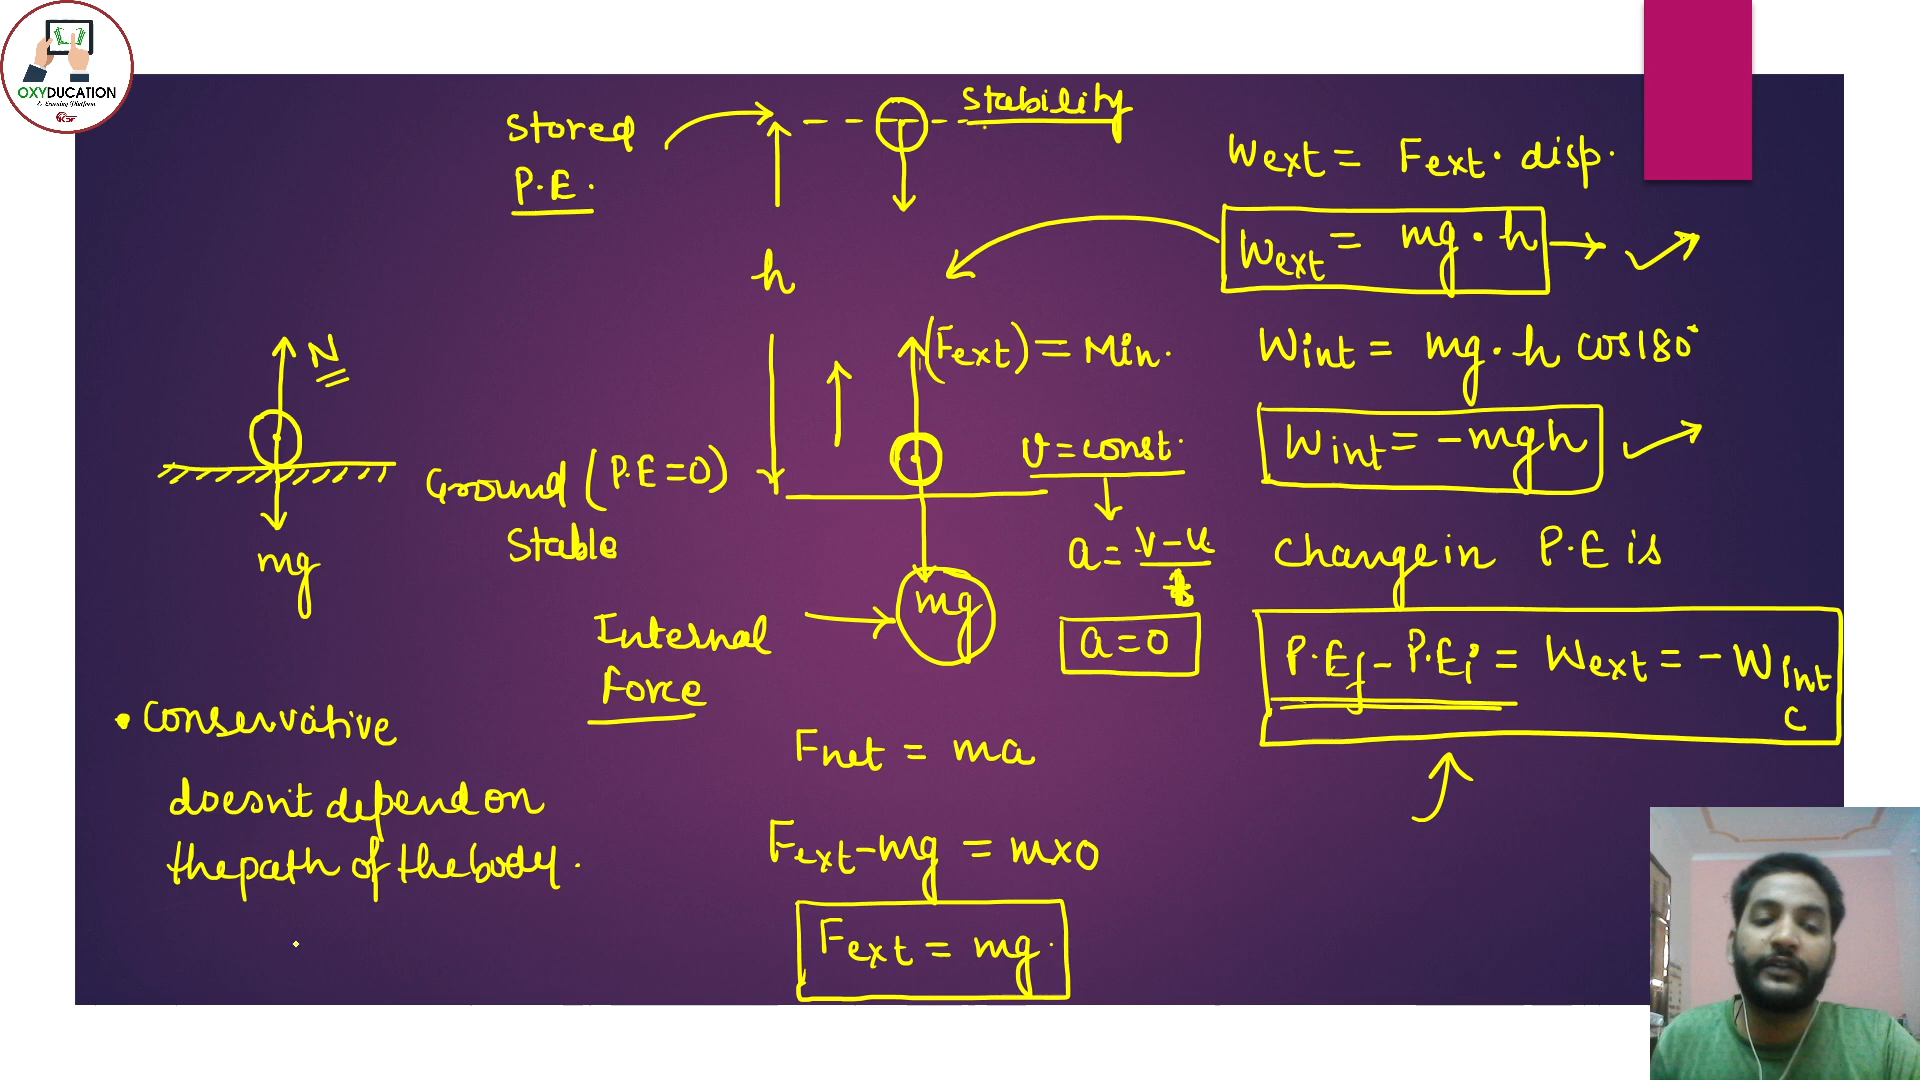 OXYDUCATION
A Learning Platform
Stored
P.E.
stability
h
N
mg
Ground (P.E=0)
Stable
(Fext) = Min.
v = const.
a = v-u
t
a = 0
mg
Internal
Force
Fnet = ma
Fext-mg = m×0
Fext = mg.
• Conservative
doesn't depend on
the path of the body.
Wext = Fext. disp.
Wext = mg. h
Wint = mg. h cos180°
Wint = -mgh
Change in P.E is
P.Ef - P.Ei = Wext = -Wint
c